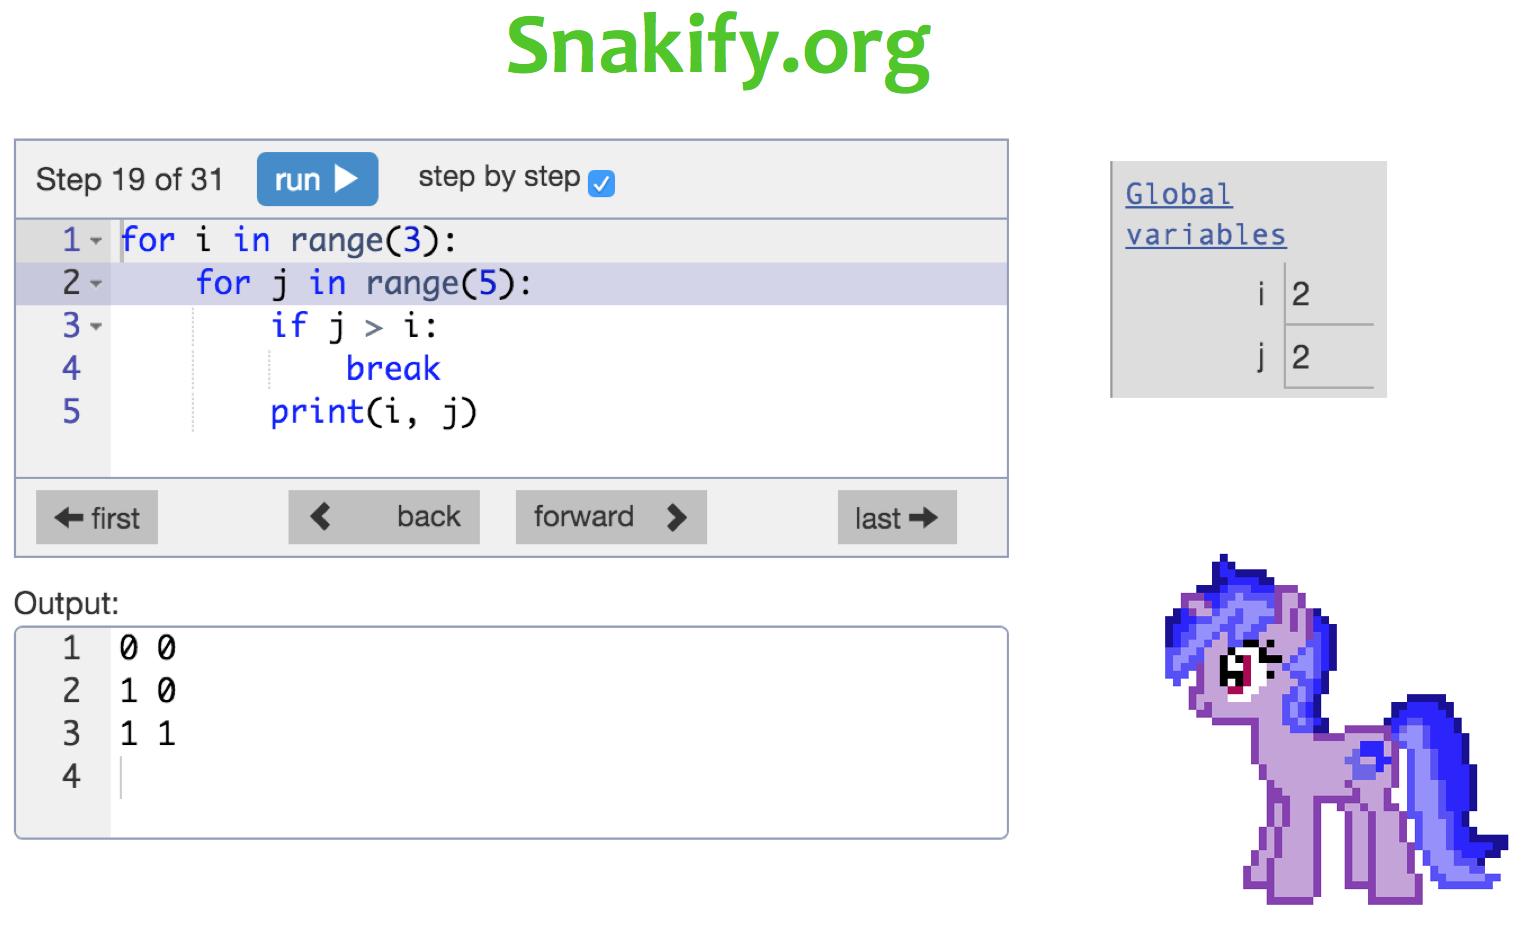 Snakify.org
Step 19 of 31 run step by step
1 for i in range(3):
2 for j in range(5):
3 if j > i:
4 break
5 print(i, j)
first back forward last
Output:
1 0 0
2 1 0
3 1 1
4
Global
variables
i 2
j 2